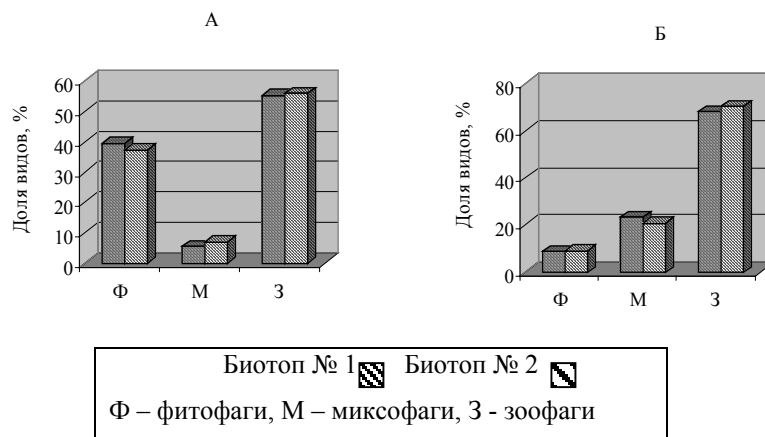 А
Доля видов, %
60
50
40
30
20
10
0
Ф М З
Б
Доля видов, %
80
60
40
20
0
Ф М З
Биотоп № 1 Биотоп № 2
Ф – фитофаги, М – миксофаги, З - зоофаги